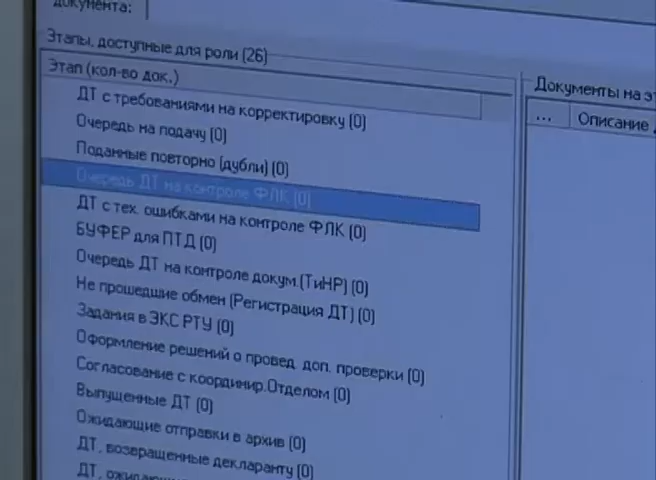 документа:
Этапы, доступные для роли (26)
Этап (кол-во док.)
ДТ с требованиями на корректировку (0)
Очередь на подачу (0)
Поданные повторно (дубли) (0)
Очередь ДТ на контроле ФЛК (0)
ДТ с тех. ошибками на контроле ФЛК (0)
БУФЕР для ПТД (0)
Очередь ДТ на контроле докум.(ТиНР) (0)
Не прошедшие обмен (Регистрация ДТ) (0)
Задания в ЭКС РТУ (0)
Оформление решений о провед. доп. проверки (0)
Согласование с координир.Отделом (0)
Выпущенные ДТ (0)
Ожидающие отправки в архив (0)
ДТ, возвращенные декларанту (0)
ДТ,
Документы на
... Описание